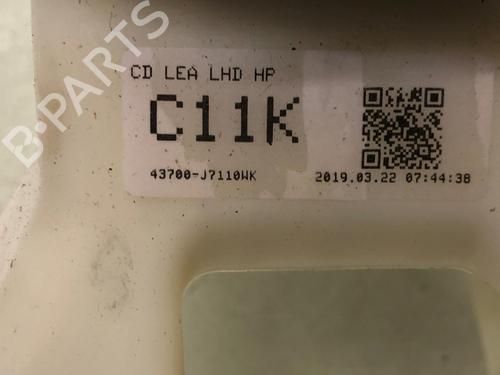 B-PARTS
CD LEA LHD HP
C11K
43700-J7110WK
2019.03.22 07:44:38